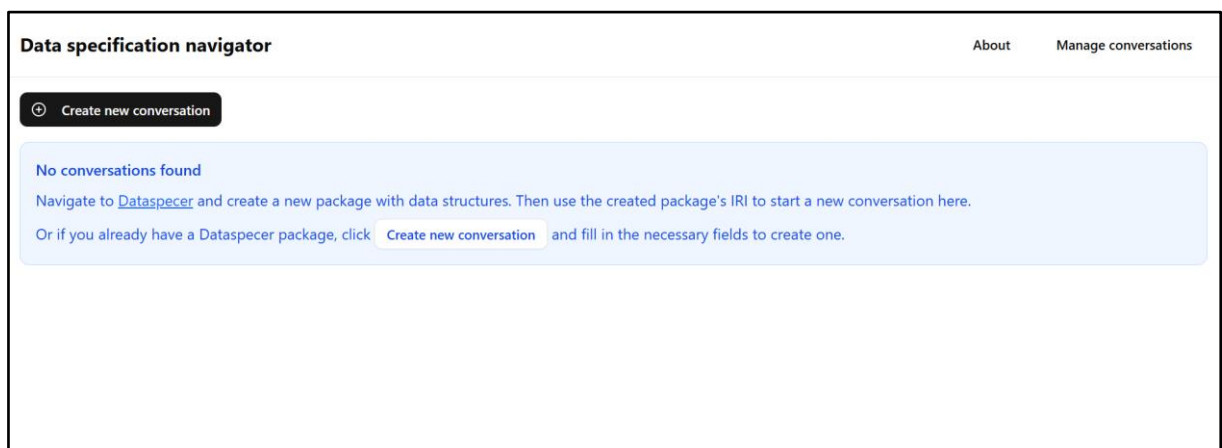 Data specification navigator
About
Manage conversations
Create new conversation
No conversations found
Navigate to Dataspecer and create a new package with data structures. Then use the created package's IRI to start a new conversation here.
Or if you already have a Dataspecer package, click Create new conversation and fill in the necessary fields to create one.